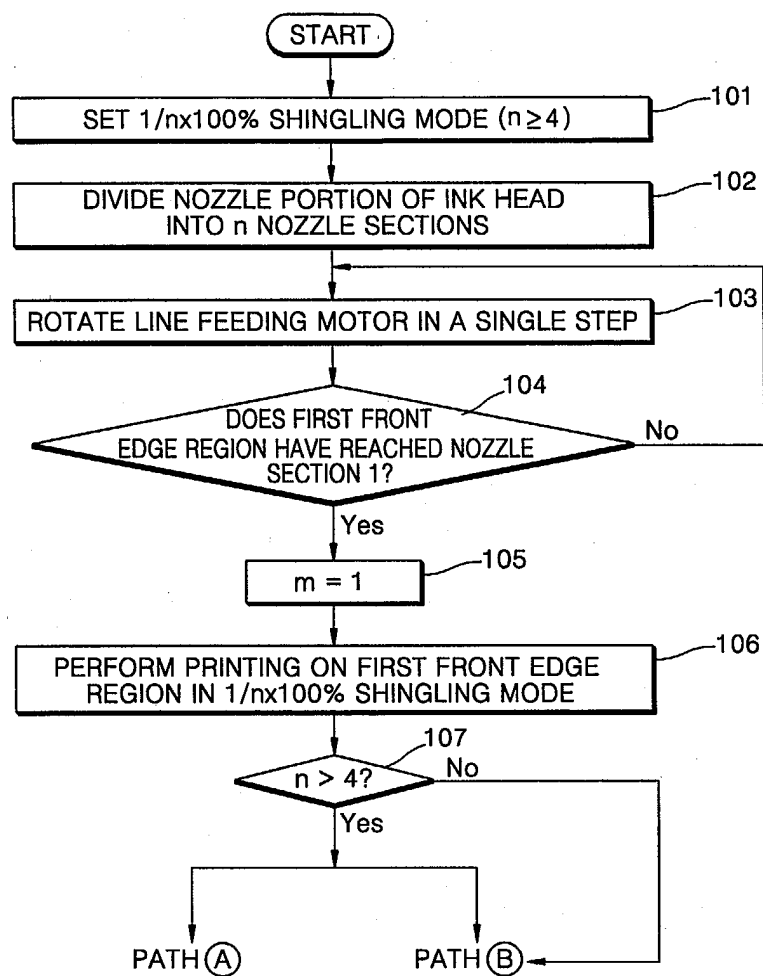 START
101
SET 1/nx100% SHINGLING MODE (n ≥ 4)
102
DIVIDE NOZZLE PORTION OF INK HEAD
INTO n NOZZLE SECTIONS
103
ROTATE LINE FEEDING MOTOR IN A SINGLE STEP
104
DOES FIRST FRONT
EDGE REGION HAVE REACHED NOZZLE
SECTION 1?
No
Yes
105
m = 1
106
PERFORM PRINTING ON FIRST FRONT EDGE
REGION IN 1/nx100% SHINGLING MODE
107
n > 4?
No
Yes
PATH A
PATH B